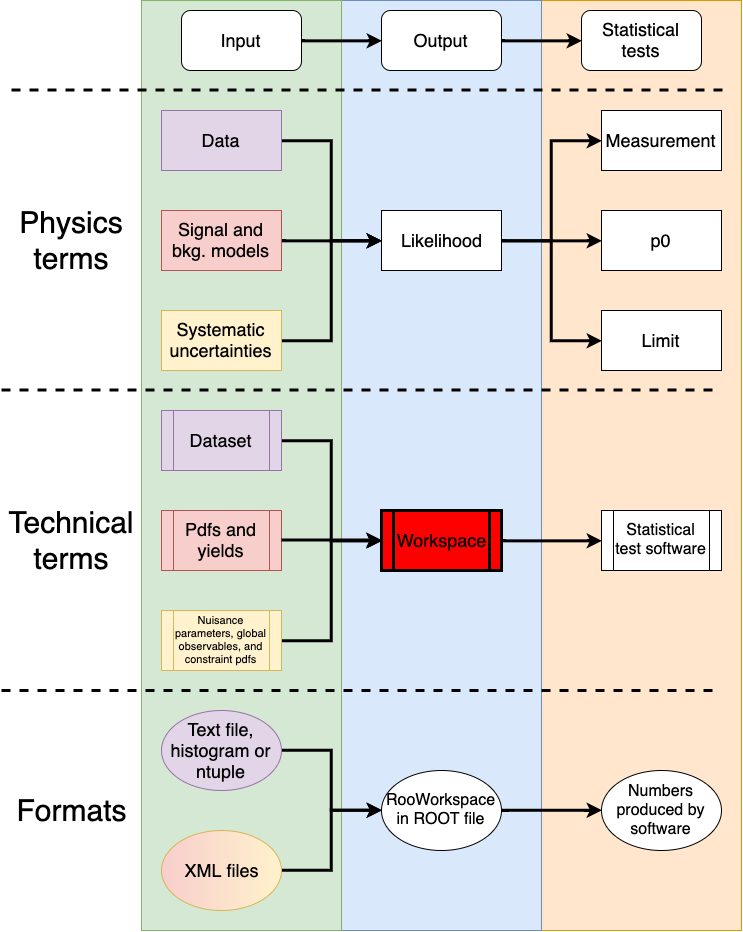 Input
Output
Statistical
tests
Physics
terms
Data
Signal and
bkg. models
Systematic
uncertainties
Likelihood
Measurement
p0
Limit
Technical
terms
Dataset
Pdfs and
yields
Nuisance
parameters, global
observables, and
constraint pdfs
Workspace
Statistical
test software
Formats
Text file,
histogram or
ntuple
XML files
RooWorkspace
in ROOT file
Numbers
produced by
software